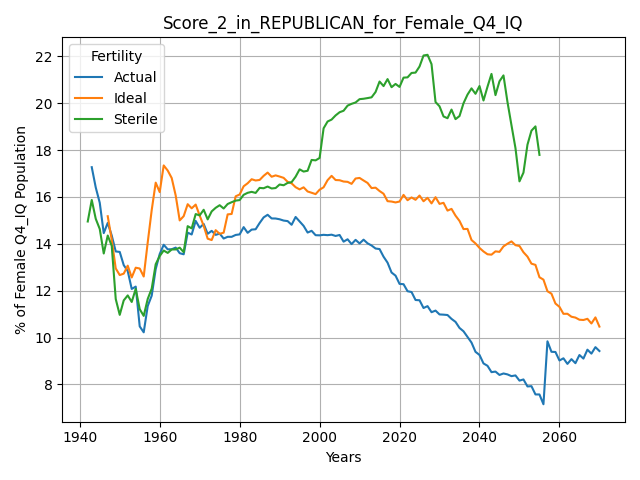 Score_2_in_REPUBLICAN_for_Female_Q4_IQ
% of Female Q4_IQ Population
Fertility
Actual
Ideal
Sterile
22
20
18
16
14
12
10
8
1940 1960 1980 2000 2020 2040 2060
Years